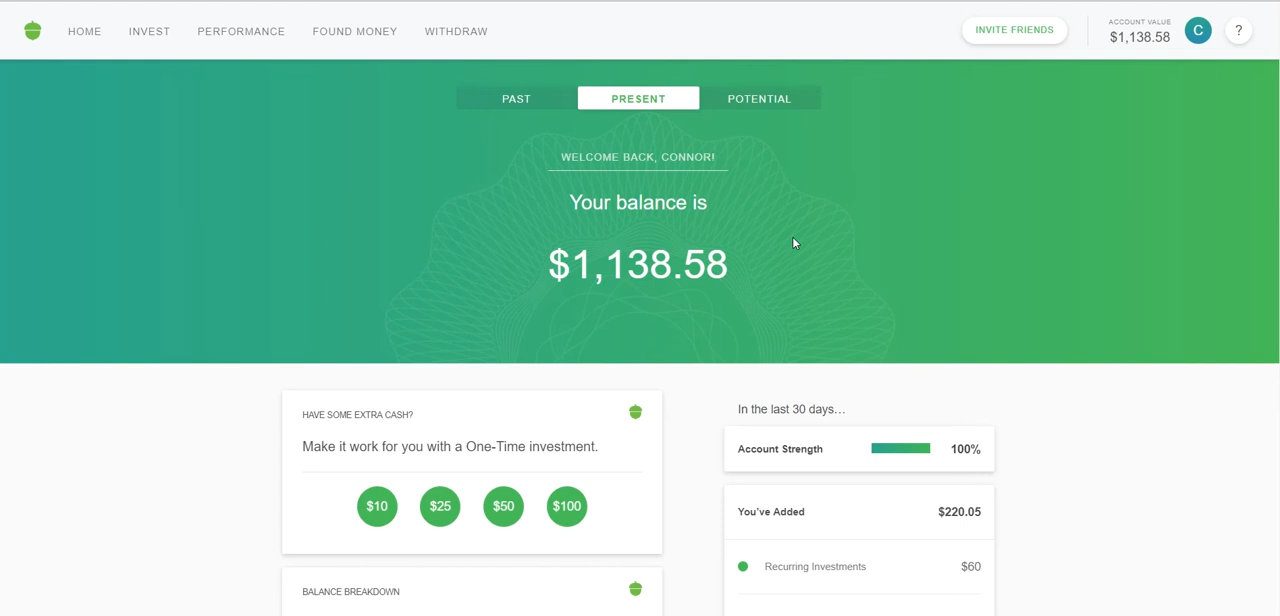 HOME INVEST PERFORMANCE FOUND MONEY WITHDRAW INVITE FRIENDS ACCOUNT VALUE
$1,138.58 C ?
PAST PRESENT POTENTIAL
WELCOME BACK, CONNOR!
Your balance is
$1,138.58
HAVE SOME EXTRA CASH?
Make it work for you with a One-Time investment.
$10 $25 $50 $100
BALANCE BREAKDOWN
In the last 30 days…
Account Strength 100%
You've Added $220.05
Recurring Investments $60